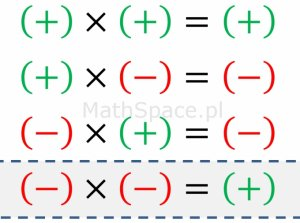 (+) × (+) = (+)
(+) × (−) = (−)
MathSpace.pl
(−) × (+) = (−)
(−) × (−) = (+)